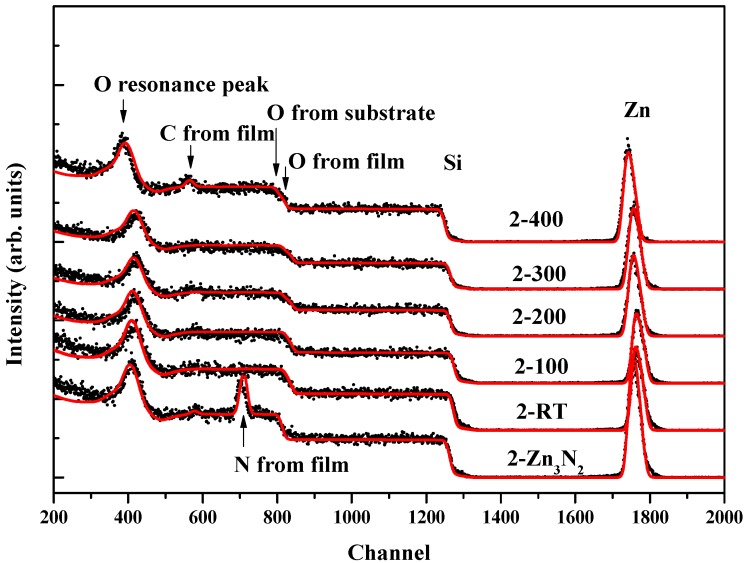 O resonance peak
O from substrate
C from film
O from film
Si
Zn
2-400
2-300
2-200
2-100
2-RT
2-Zn₃N₂
N from film
Intensity (arb. units)
200 400 600 800 1000 1200 1400 1600 1800 2000
Channel